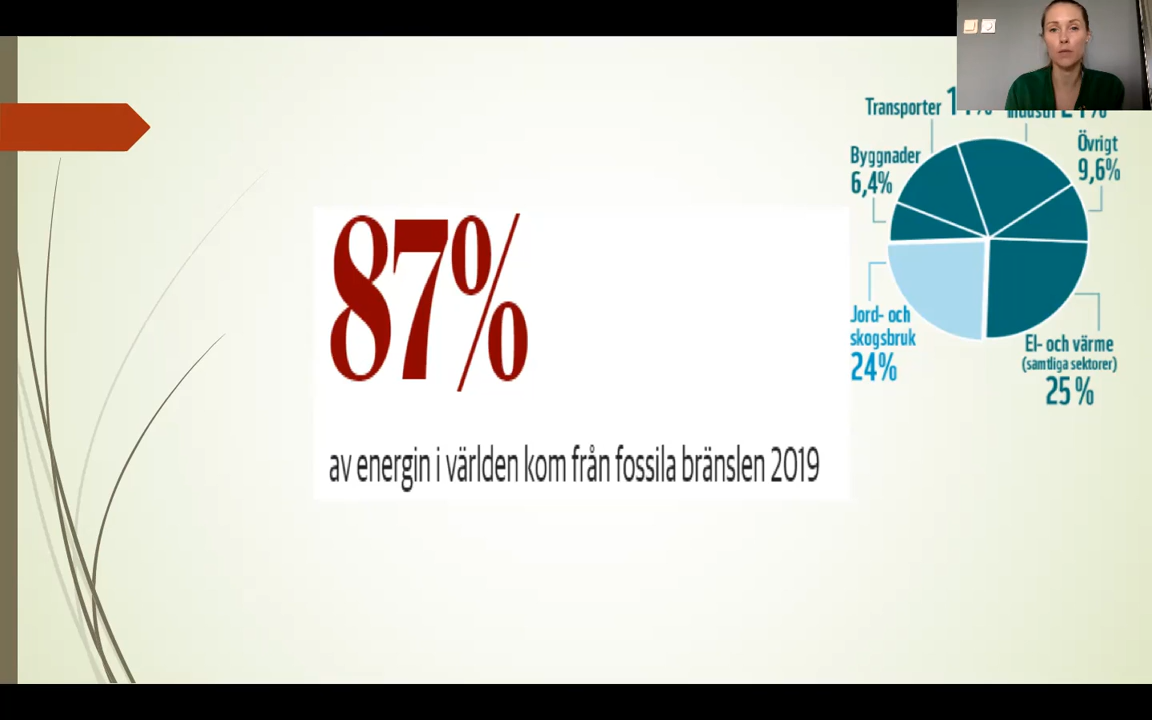 87%
av energin i världen kom från fossila bränslen 2019
Transporter
Byggnader
6,4%
Övrigt
9,6%
Jord- och
skogsbruk
24%
El- och värme
(samtliga sektorer)
25%